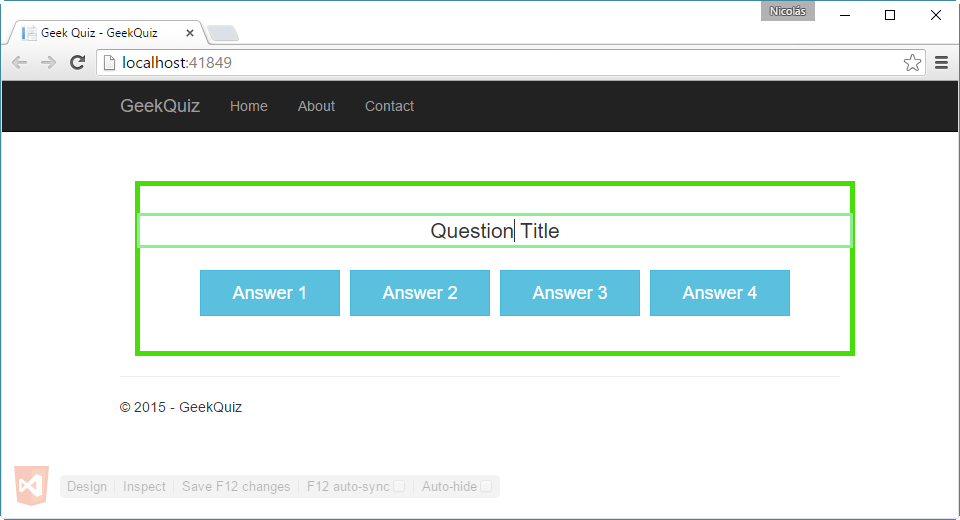 Nicolás
Geek Quiz - GeekQuiz
localhost:41849
GeekQuiz Home About Contact
Question Title
Answer 1 Answer 2 Answer 3 Answer 4
© 2015 - GeekQuiz
Design Inspect Save F12 changes F12 auto-sync Auto-hide